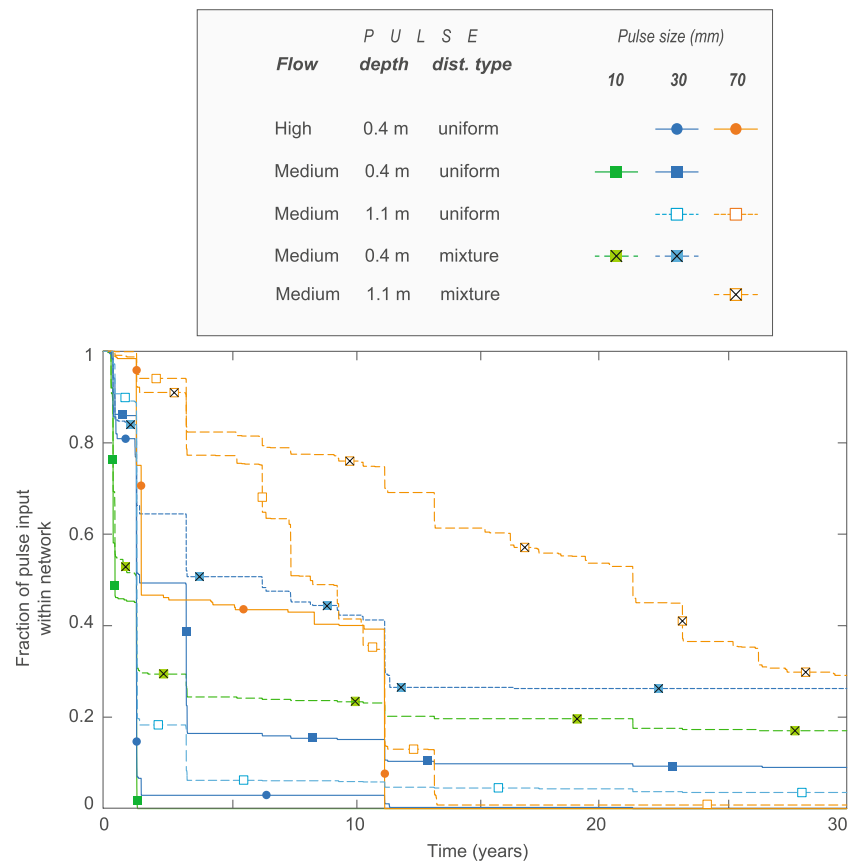 P U L S E Pulse size (mm)
Flow depth dist. type
10 30 70
High 0.4 m uniform
Medium 0.4 m uniform
Medium 1.1 m uniform
Medium 0.4 m mixture
Medium 1.1 m mixture
1
0.8
0.6
0.4
0.2
0
Fraction of pulse input
within network
0 10 20 30
Time (years)